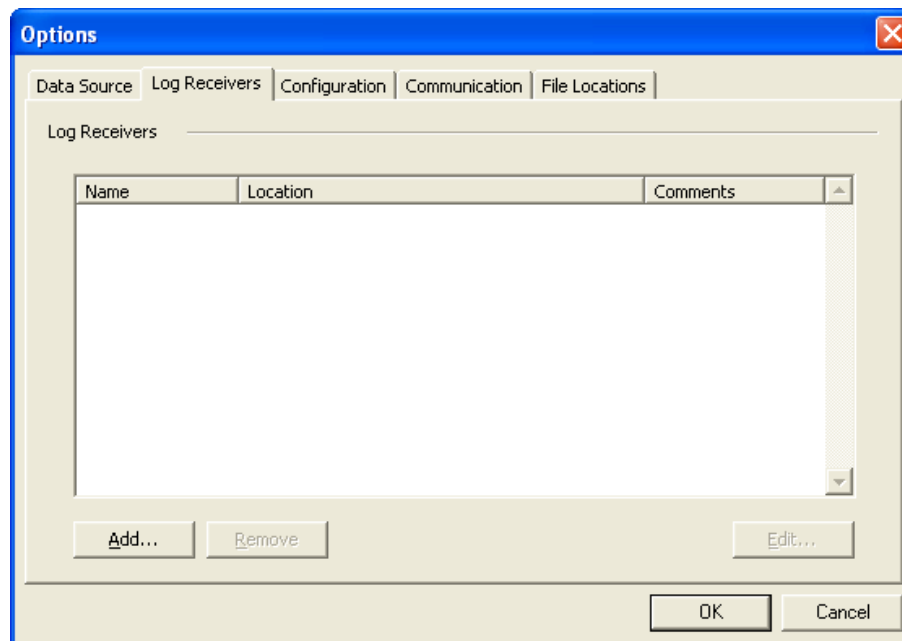 Options
Data Source Log Receivers Configuration Communication File Locations
Log Receivers
Name Location Comments
Add... Remove Edit...
OK Cancel